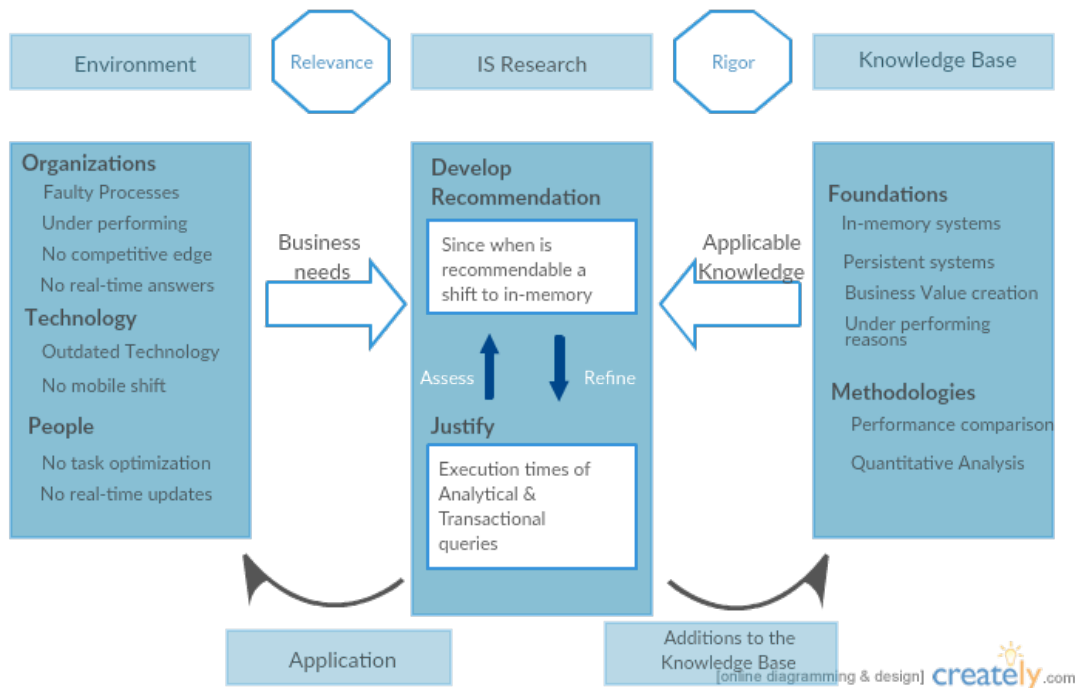 Environment
Relevance
IS Research
Rigor
Knowledge Base
Organizations
Faulty Processes
Under performing
No competitive edge
No real-time answers
Technology
Outdated Technology
No mobile shift
People
No task optimization
No real-time updates
Business
needs
Develop
Recommendation
Since when is
recommendable a
shift to in-memory
Assess
Refine
Justify
Execution times of
Analytical &
Transactional
queries
Applicable
Knowledge
Foundations
In-memory systems
Persistent systems
Business Value creation
Under performing
reasons
Methodologies
Performance comparison
Quantitative Analysis
Application
Additions to the
Knowledge Base
[online diagramming & design] creately.com